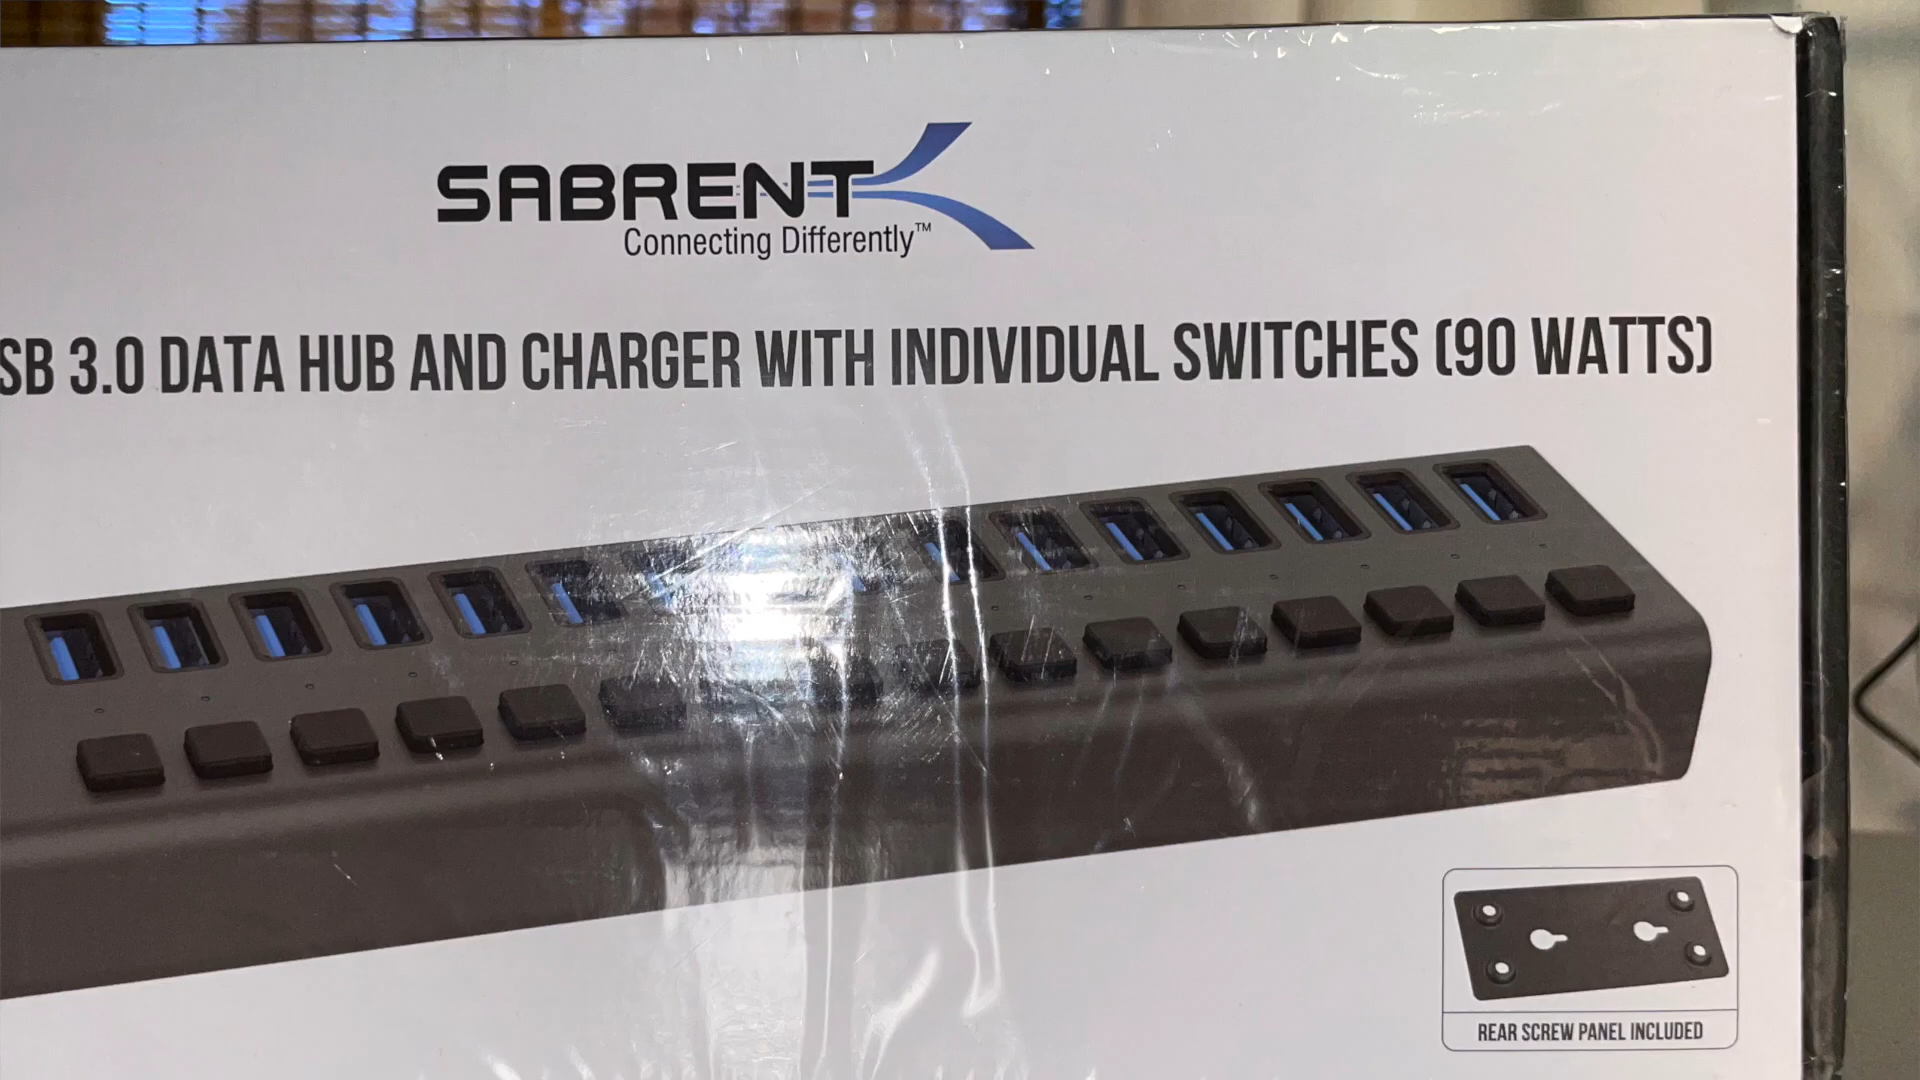 SABRENT
Connecting Differently™
SB 3.0 DATA HUB AND CHARGER WITH INDIVIDUAL SWITCHES (90 WATTS)
REAR SCREW PANEL INCLUDED